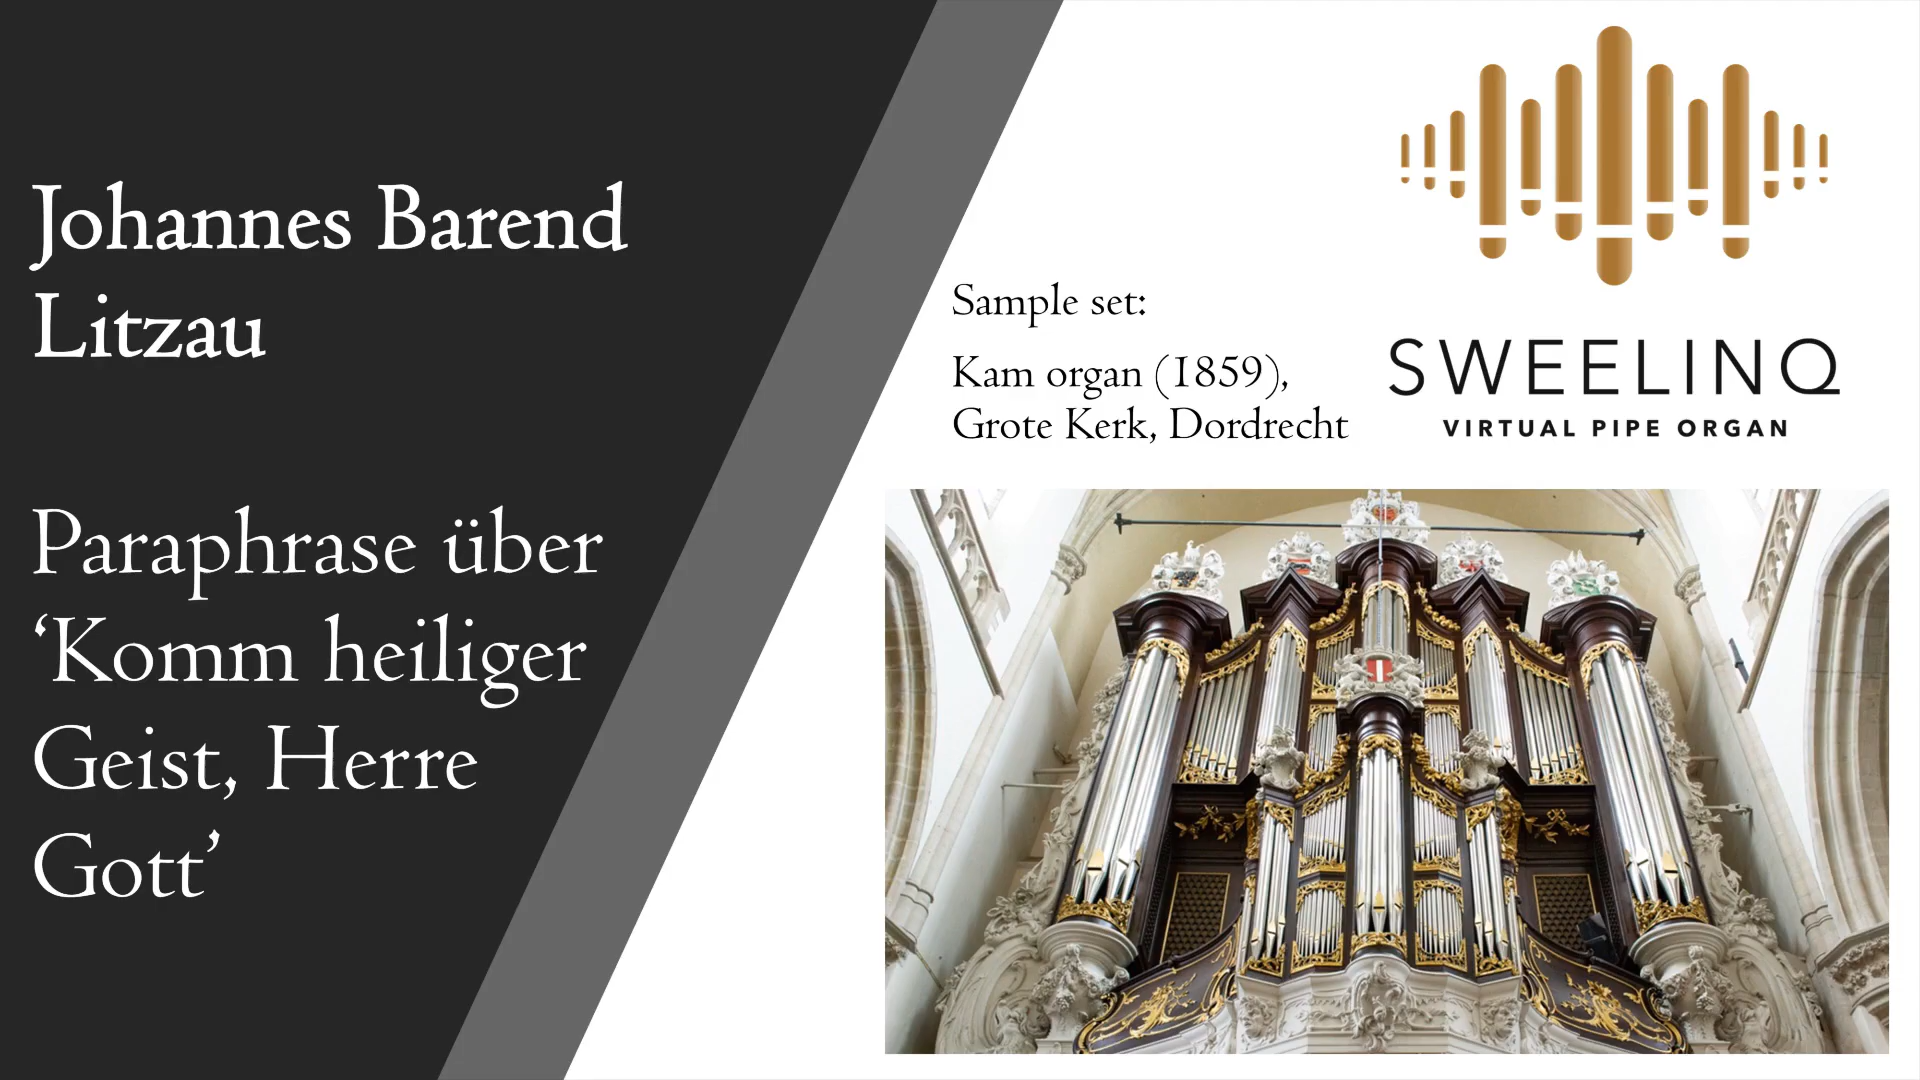 Johannes Barend
Litzau
Paraphrase über
‘Komm heiliger
Geist, Herre
Gott’
Sample set:
Kam organ (1859),
Grote Kerk, Dordrecht
SWEELINQ
VIRTUAL PIPE ORGAN